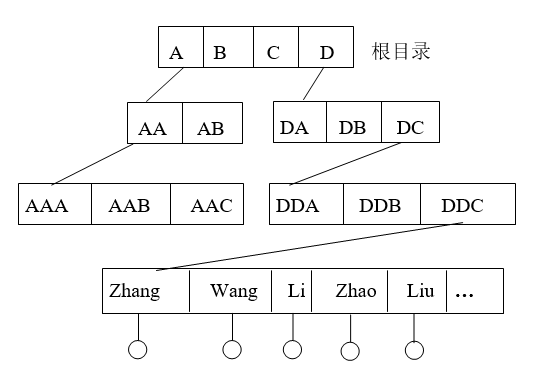 A B C D 根目录
AA AB DA DB DC
AAA AAB AAC DDA DDB DDC
Zhang Wang Li Zhao Liu ...